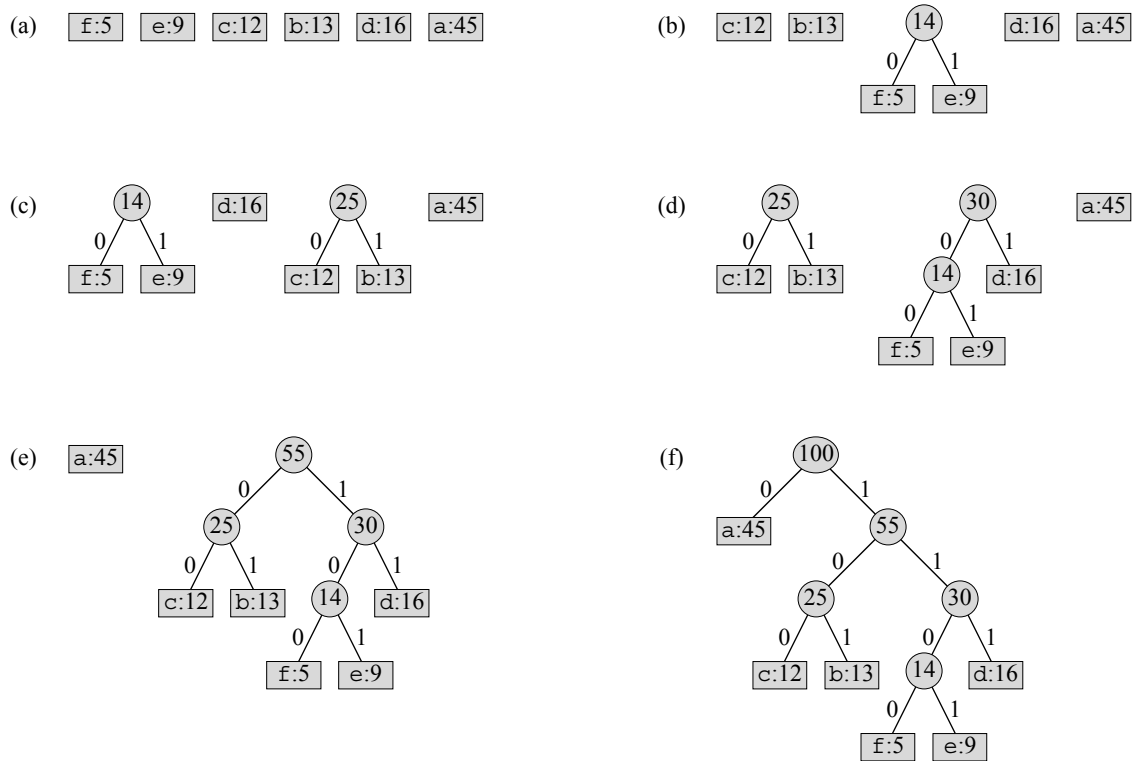 (a) f:5 e:9 c:12 b:13 d:16 a:45
(b) c:12 b:13 14 d:16 a:45
0 1
f:5 e:9
(c) 14 d:16 25 a:45
0 1 0 1
f:5 e:9 c:12 b:13
(d) 25 30 a:45
0 1 0 1
c:12 b:13 14 d:16
0 1
f:5 e:9
(e) a:45 55
0 1
25 30
0 1 0 1
c:12 b:13 14 d:16
0 1
f:5 e:9
(f) 100
0 1
a:45 55
0 1
25 30
0 1 0 1
c:12 b:13 14 d:16
0 1
f:5 e:9